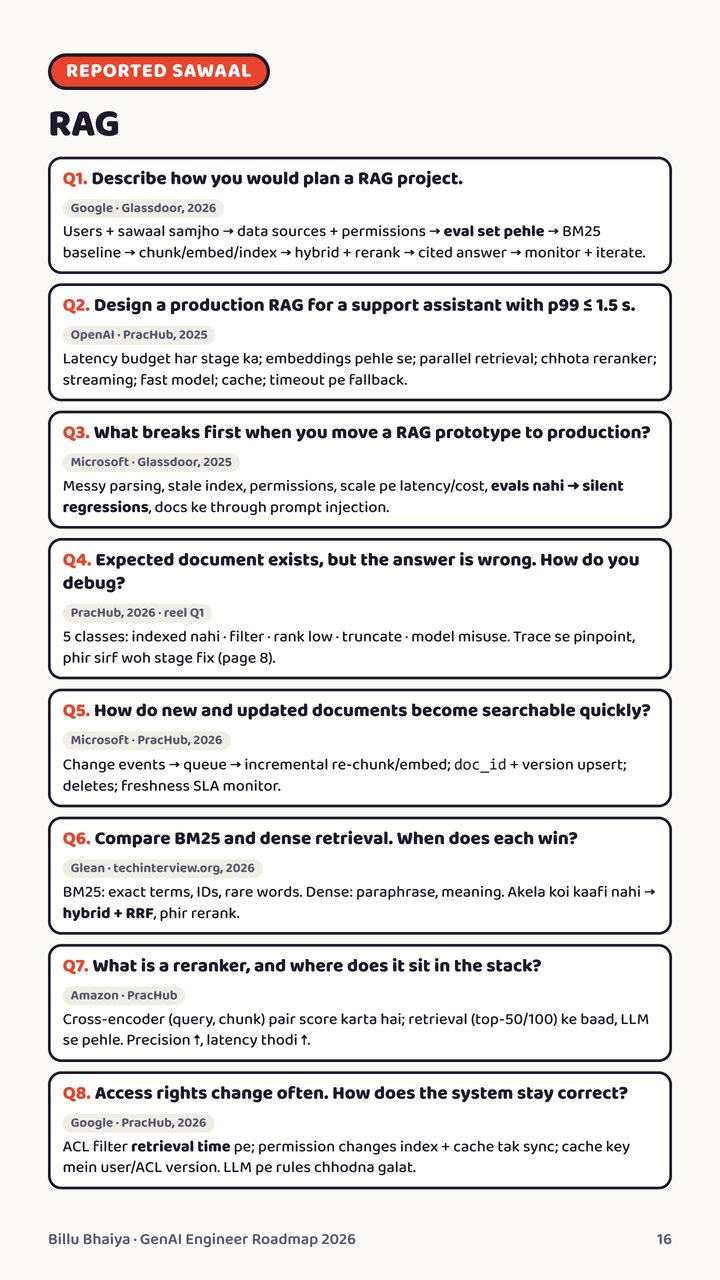 REPORTED SAWAAL
RAG
Q1. Describe how you would plan a RAG project.
Google · Glassdoor, 2026
Users + sawaal samjho → data sources + permissions → eval set pehle → BM25
baseline → chunk/embed/index → hybrid + rerank → cited answer → monitor + iterate.
Q2. Design a production RAG for a support assistant with p99 ≤ 1.5 s.
OpenAI · PracHub, 2025
Latency budget har stage ka; embeddings pehle se; parallel retrieval; chhota reranker;
streaming; fast model; cache; timeout pe fallback.
Q3. What breaks first when you move a RAG prototype to production?
Microsoft · Glassdoor, 2025
Messy parsing, stale index, permissions, scale pe latency/cost, evals nahi → silent
regressions, docs ke through prompt injection.
Q4. Expected document exists, but the answer is wrong. How do you
debug?
PracHub, 2026 · reel Q1
5 classes: indexed nahi · filter · rank low · truncate · model misuse. Trace se pinpoint,
phir sirf woh stage fix (page 8).
Q5. How do new and updated documents become searchable quickly?
Microsoft · PracHub, 2026
Change events → queue → incremental re-chunk/embed; doc_id + version upsert;
deletes; freshness SLA monitor.
Q6. Compare BM25 and dense retrieval. When does each win?
Glean · techinterview.org, 2026
BM25: exact terms, IDs, rare words. Dense: paraphrase, meaning. Akela koi kaafi nahi →
hybrid + RRF, phir rerank.
Q7. What is a reranker, and where does it sit in the stack?
Amazon · PracHub
Cross-encoder (query, chunk) pair score karta hai; retrieval (top-50/100) ke baad, LLM
se pehle. Precision ↑, latency thodi ↑.
Q8. Access rights change often. How does the system stay correct?
Google · PracHub, 2026
ACL filter retrieval time pe; permission changes index + cache tak sync; cache key
mein user/ACL version. LLM pe rules chhodna galat.
Billu Bhaiya · GenAI Engineer Roadmap 2026
16